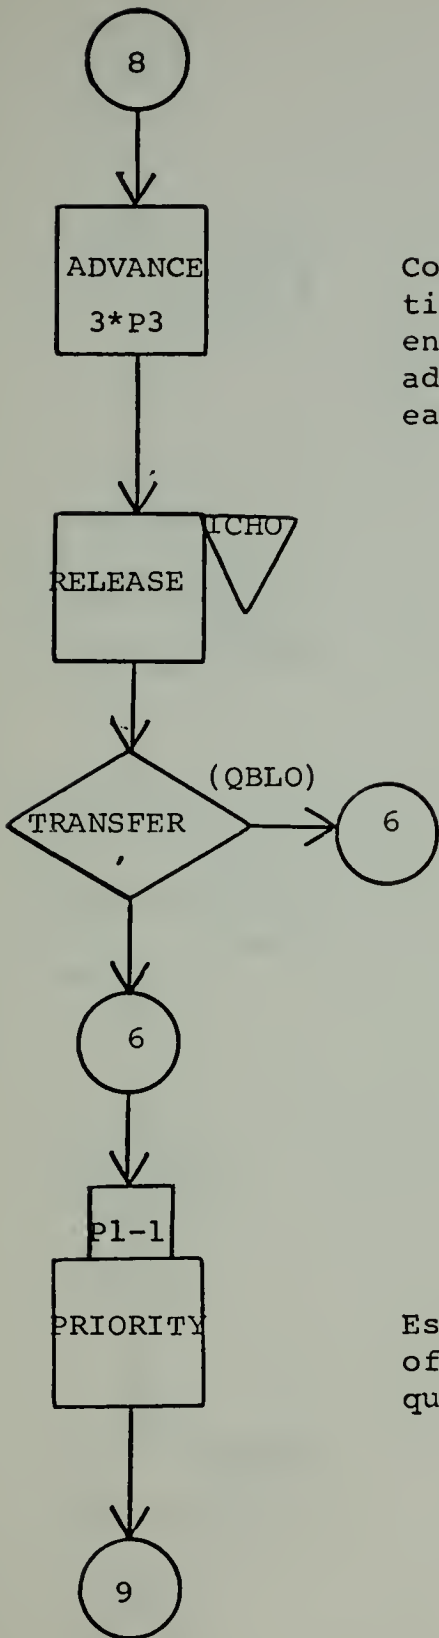 8
ADVANCE
3*P3
Co
ti
en
ad
ea
ICHO
RELEASE
(QBLO)
TRANSFER
,
6
6
P1-1
PRIORITY
Es
of
qu
9